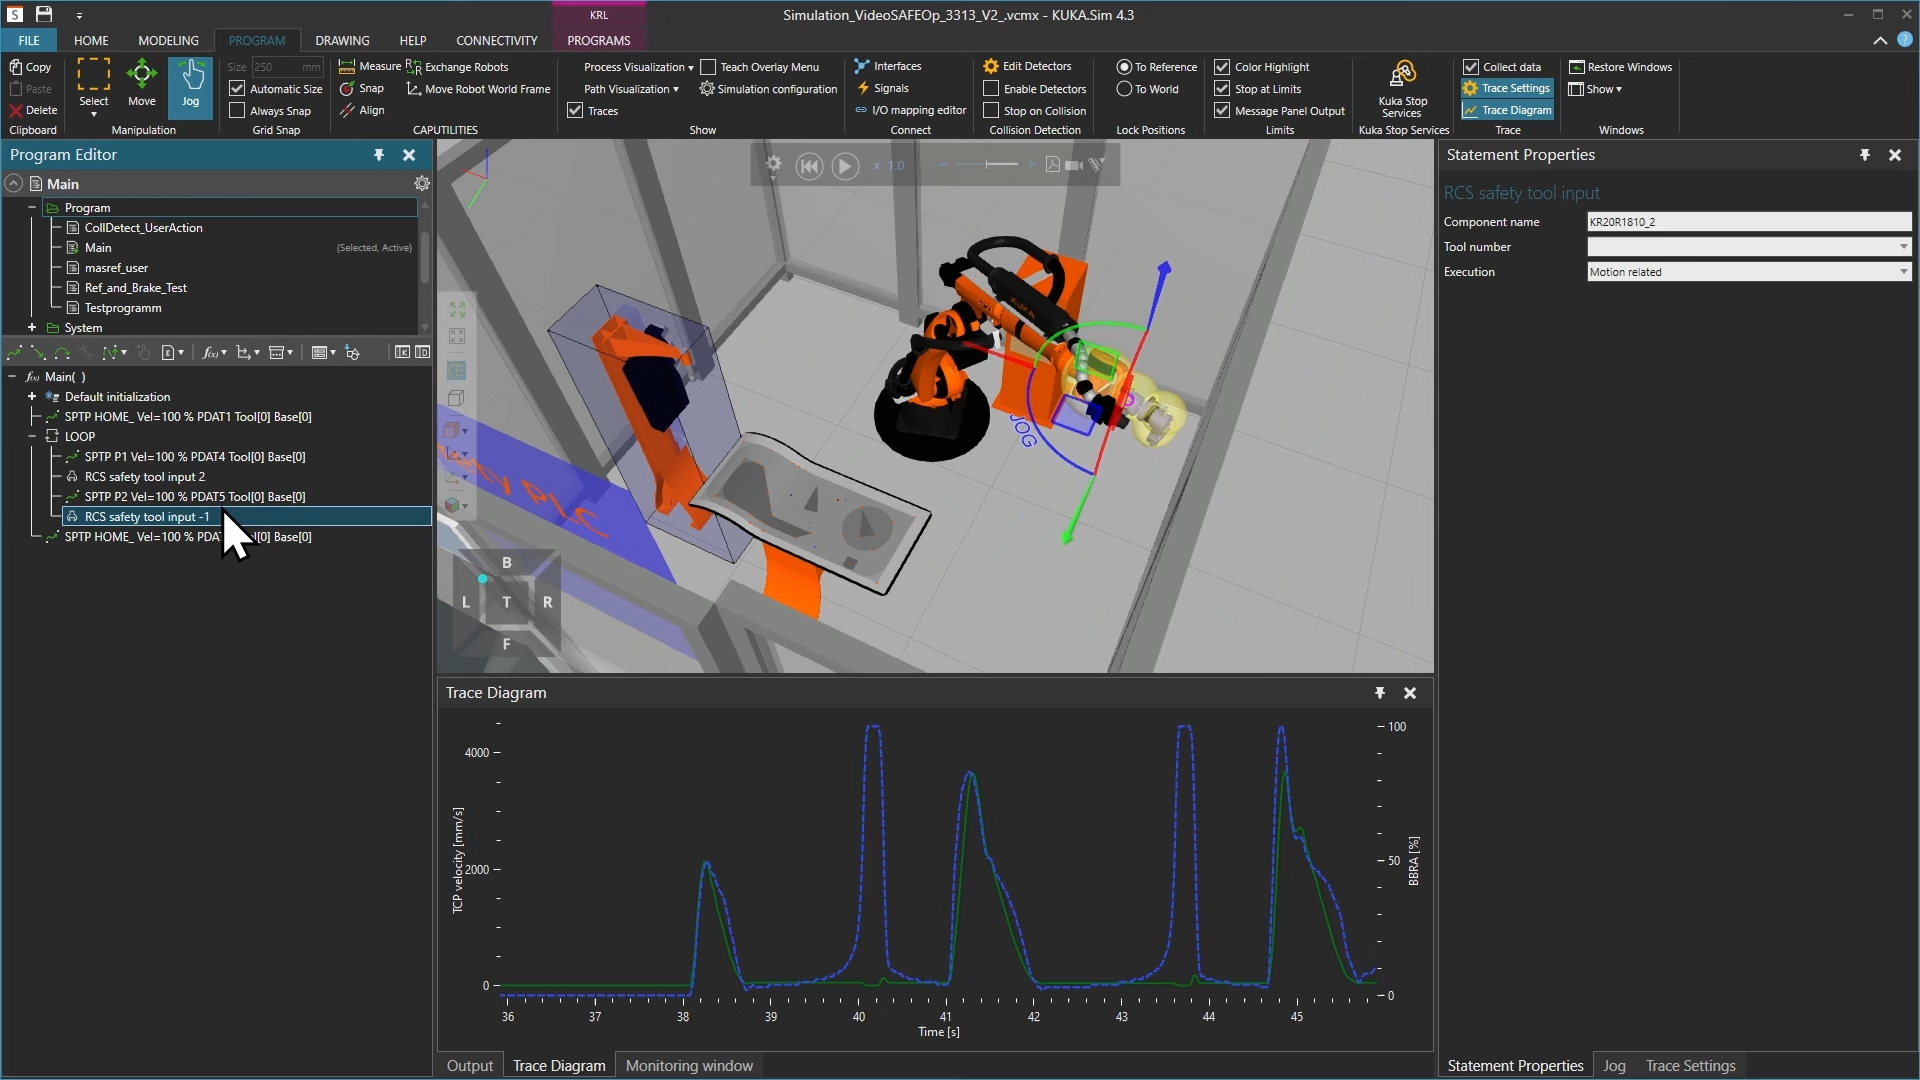 Simulation_VideoSAFEOp_3313_V2_.vcmx - KUKA.Sim 4.3
KRL
FILE HOME MODELING PROGRAM DRAWING HELP CONNECTIVITY PROGRAMS
Copy
Paste
Delete
Clipboard
Select
Move
Jog
Manipulation
Size 250 mm
Automatic Size
Always Snap
Grid Snap
Measure
Snap
Align
Exchange Robots
Move Robot World Frame
CAPUTILITIES
Process Visualization
Path Visualization
Traces
Teach Overlay Menu
Simulation configuration
Show
Interfaces
Signals
I/O mapping editor
Connect
Edit Detectors
Enable Detectors
Stop on Collision
Collision Detection
To Reference
To World
Lock Positions
Color Highlight
Stop at Limits
Message Panel Output
Limits
Kuka Stop
Services
Kuka Stop Services
Collect data
Trace Settings
Trace Diagram
Trace
Restore Windows
Show
Windows
Program Editor
Main
Program
CollDetect_UserAction
Main (Selected, Active)
masref_user
Ref_and_Brake_Test
Testprogramm
System
Main( )
Default initialization
SPTP HOME_ Vel=100 % PDAT1 Tool[0] Base[0]
LOOP
SPTP P1 Vel=100 % PDAT4 Tool[0] Base[0]
RCS safety tool input 2
SPTP P2 Vel=100 % PDAT5 Tool[0] Base[0]
RCS safety tool input -1
SPTP HOME_ Vel=100 % Base[0]
x 1.0
KUKA
JOG
PLC
B
L T R
F
Trace Diagram
4000
2000
0
TCP velocity [mm/s]
100
50
0
BBRA [%]
36 37 38 39 40 41 42 43 44 45
Time [s]
Output Trace Diagram Monitoring window
Statement Properties
RCS safety tool input
Component name KR20R1810_2
Tool number
Execution Motion related
Statement Properties Jog Trace Settings